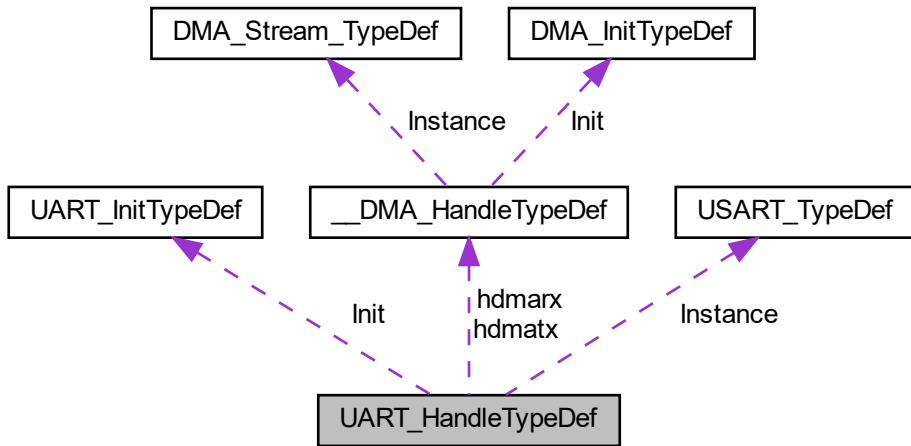 DMA_Stream_TypeDef
DMA_InitTypeDef
Instance
Init
UART_InitTypeDef
__DMA_HandleTypeDef
USART_TypeDef
Init
hdmarx
hdmatx
Instance
UART_HandleTypeDef